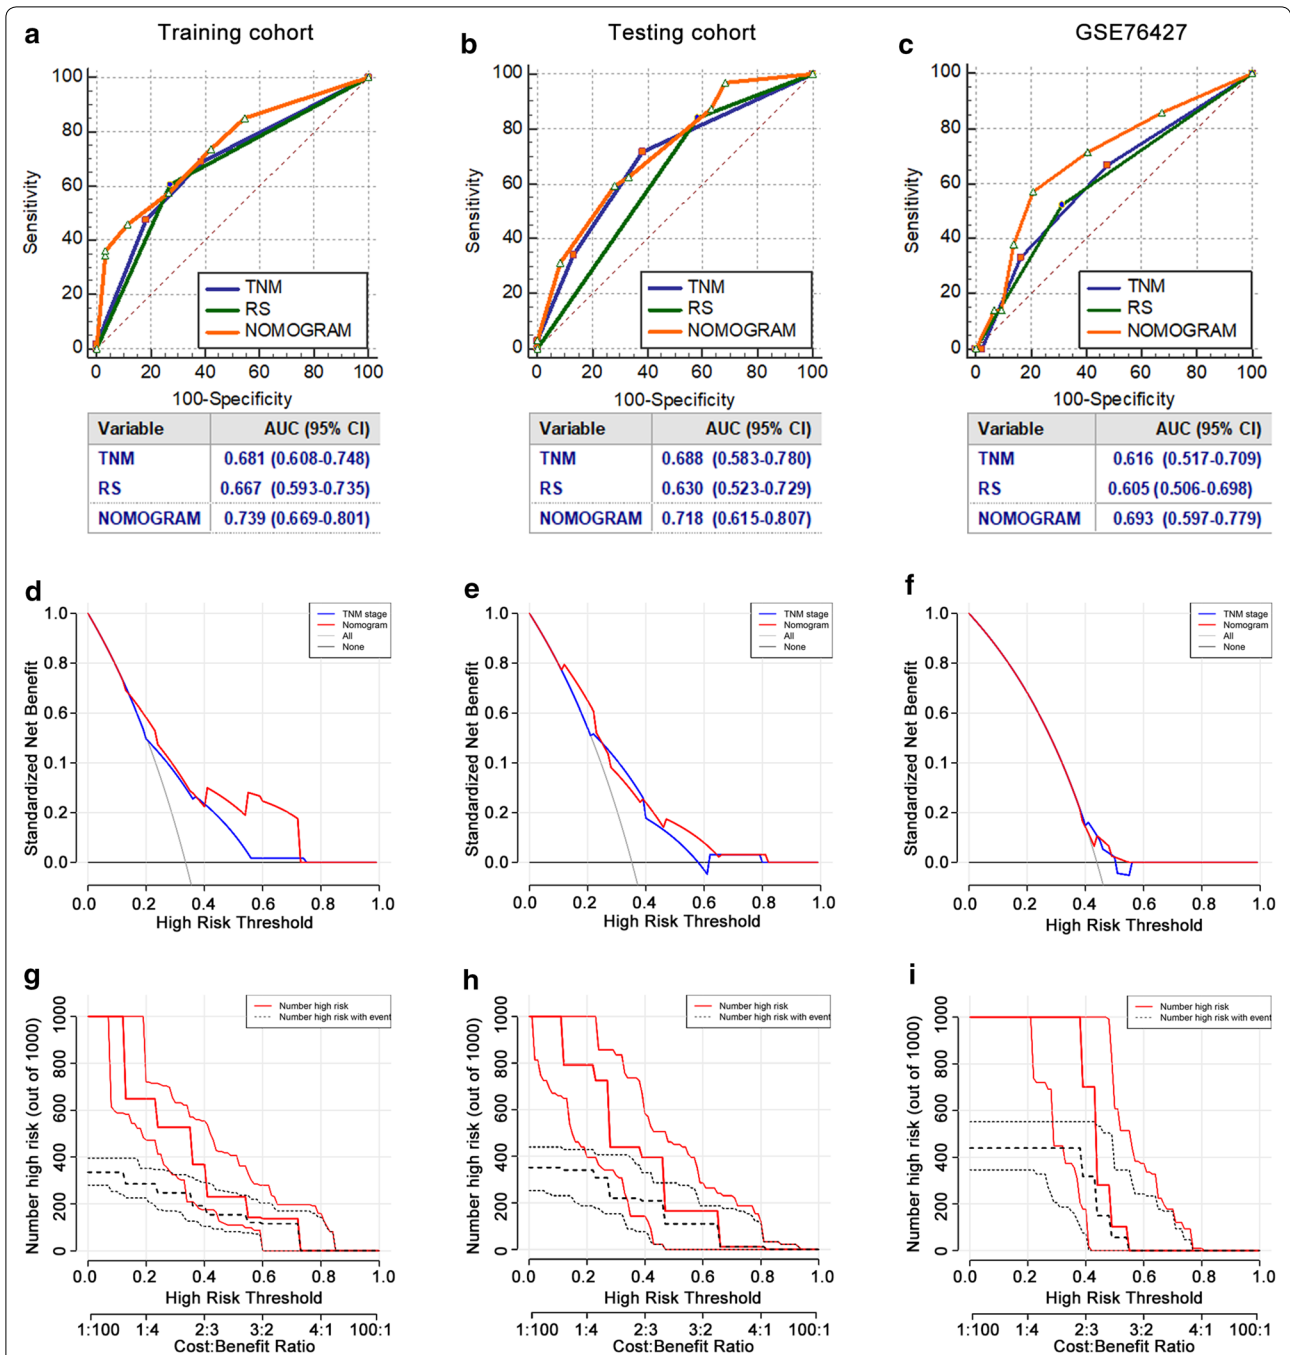 a
Training cohort
Sensitivity
100
80
60
40
20
0
TNM
RS
NOMOGRAM
0 20 40 60 80 100
100-Specificity
Variable AUC (95% CI)
TNM 0.681 (0.608-0.748)
RS 0.667 (0.593-0.735)
NOMOGRAM 0.739 (0.669-0.801)
b
Testing cohort
Sensitivity
100
80
60
40
20
0
TNM
RS
NOMOGRAM
0 20 40 60 80 100
100-Specificity
Variable AUC (95% CI)
TNM 0.688 (0.583-0.780)
RS 0.630 (0.523-0.729)
NOMOGRAM 0.718 (0.615-0.807)
c
GSE76427
Sensitivity
100
80
60
40
20
0
TNM
RS
NOMOGRAM
0 20 40 60 80 100
100-Specificity
Variable AUC (95% CI)
TNM 0.616 (0.517-0.709)
RS 0.605 (0.506-0.698)
NOMOGRAM 0.693 (0.597-0.779)
d
Standardized Net Benefit
1.0
0.8
0.6
0.1
0.2
0.0
TNM stage
Nomogram
All
None
0.0 0.2 0.4 0.6 0.8 1.0
High Risk Threshold
e
Standardized Net Benefit
1.0
0.8
0.6
0.1
0.2
0.0
TNM stage
Nomogram
All
None
0.0 0.2 0.4 0.6 0.8 1.0
High Risk Threshold
f
Standardized Net Benefit
1.0
0.8
0.6
0.1
0.2
0.0
TNM stage
Nomogram
All
None
0.0 0.2 0.4 0.6 0.8 1.0
High Risk Threshold
g
Number high risk (out of 1000)
1000
800
600
400
200
0
Number high risk
Number high risk with event
0.0 0.2 0.4 0.6 0.8 1.0
High Risk Threshold
1:100 1:4 2:3 3:2 4:1 100:1
Cost:Benefit Ratio
h
Number high risk (out of 1000)
1000
800
600
400
200
0
Number high risk
Number high risk with event
0.0 0.2 0.4 0.6 0.8 1.0
High Risk Threshold
1:100 1:4 2:3 3:2 4:1 100:1
Cost:Benefit Ratio
i
Number high risk (out of 1000)
1000
800
600
400
200
0
Number high risk
Number high risk with event
0.0 0.2 0.4 0.6 0.8 1.0
High Risk Threshold
1:100 1:4 2:3 3:2 4:1 100:1
Cost:Benefit Ratio